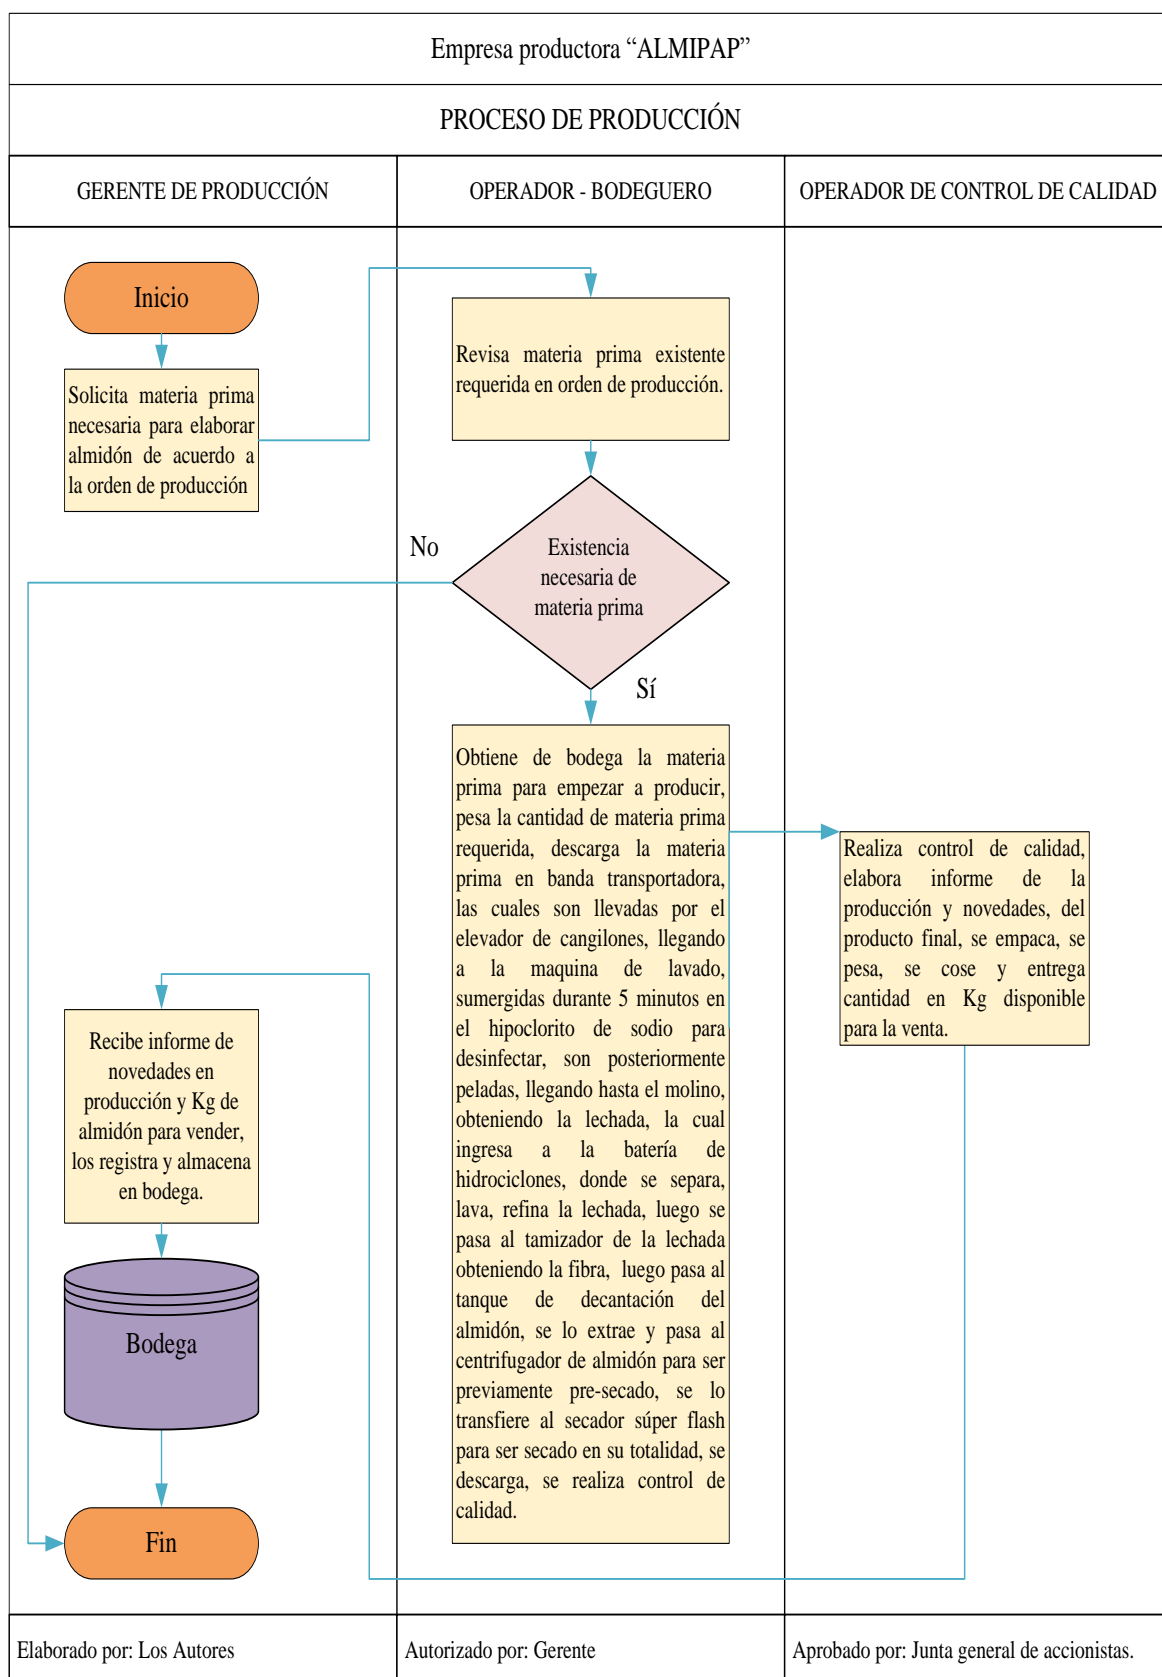 Empresa productora “ALMIPAP”
PROCESO DE PRODUCCIÓN
GERENTE DE PRODUCCIÓN
OPERADOR - BODEGUERO
OPERADOR DE CONTROL DE CALIDAD
Inicio
Solicita materia prima
necesaria para elaborar
almidón de acuerdo a
la orden de producción
Revisa materia prima existente
requerida en orden de producción.
Existencia
necesaria de
materia prima
No
Sí
Obtiene de bodega la materia
prima para empezar a producir,
pesa la cantidad de materia prima
requerida, descarga la materia
prima en banda transportadora,
las cuales son llevadas por el
elevador de cangilones, llegando
a la maquina de lavado,
sumergidas durante 5 minutos en
el hipoclorito de sodio para
desinfectar, son posteriormente
peladas, llegando hasta el molino,
obteniendo la lechada, la cual
ingresa a la batería de
hidrociclones, donde se separa,
lava, refina la lechada, luego se
pasa al tamizador de la lechada
obteniendo la fibra, luego pasa al
tanque de decantación del
almidón, se lo extrae y pasa al
centrifugador de almidón para ser
previamente pre-secado, se lo
transfiere al secador súper flash
para ser secado en su totalidad, se
descarga, se realiza control de
calidad.
Realiza control de calidad,
elabora informe de la
producción y novedades, del
producto final, se empaca, se
pesa, se cose y entrega
cantidad en Kg disponible
para la venta.
Recibe informe de
novedades en
producción y Kg de
almidón para vender,
los registra y almacena
en bodega.
Bodega
Fin
Elaborado por: Los Autores
Autorizado por: Gerente
Aprobado por: Junta general de accionistas.